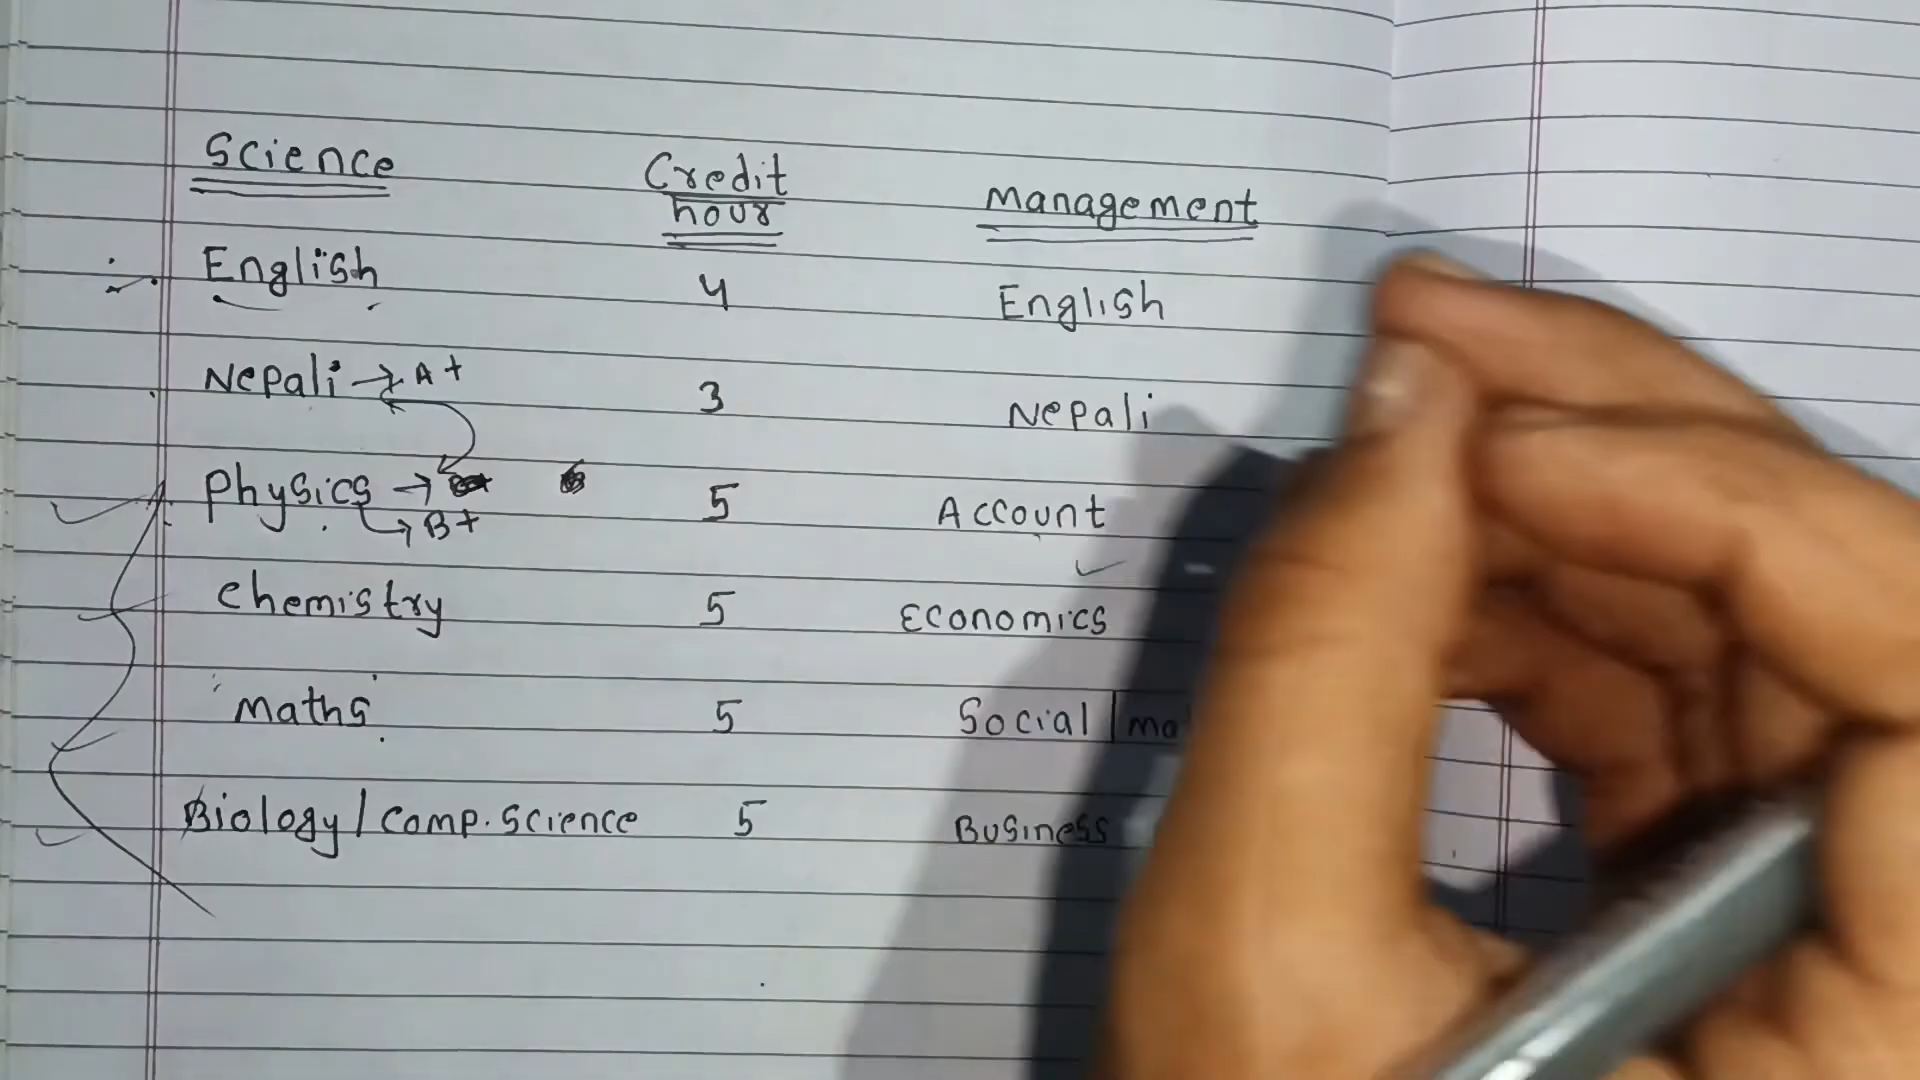 Science Credit hour Management
English 4 English
Nepali → A+ 3 Nepali
Physics → 5 Account
→ B+
Chemistry 5 Economics
Maths 5 Social |
Biology / Comp. Science 5 Business